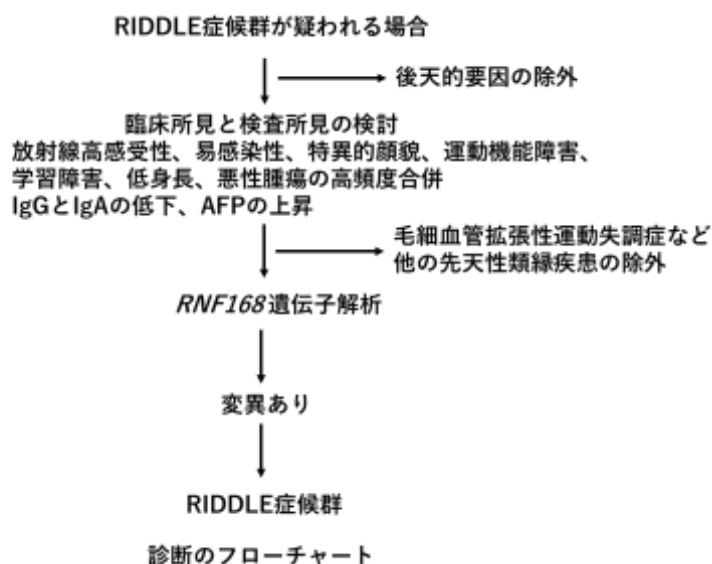 RIDDLE症候群が疑われる場合
後天的要因の除外
臨床所見と検査所見の検討
放射線高感受性、易感染性、特異的顔貌、運動機能障害、
学習障害、低身長、悪性腫瘍の高頻度合併
IgGとIgAの低下、AFPの上昇
毛細血管拡張性運動失調症など
他の先天性類縁疾患の除外
RNF168遺伝子解析
変異あり
RIDDLE症候群
診断のフローチャート